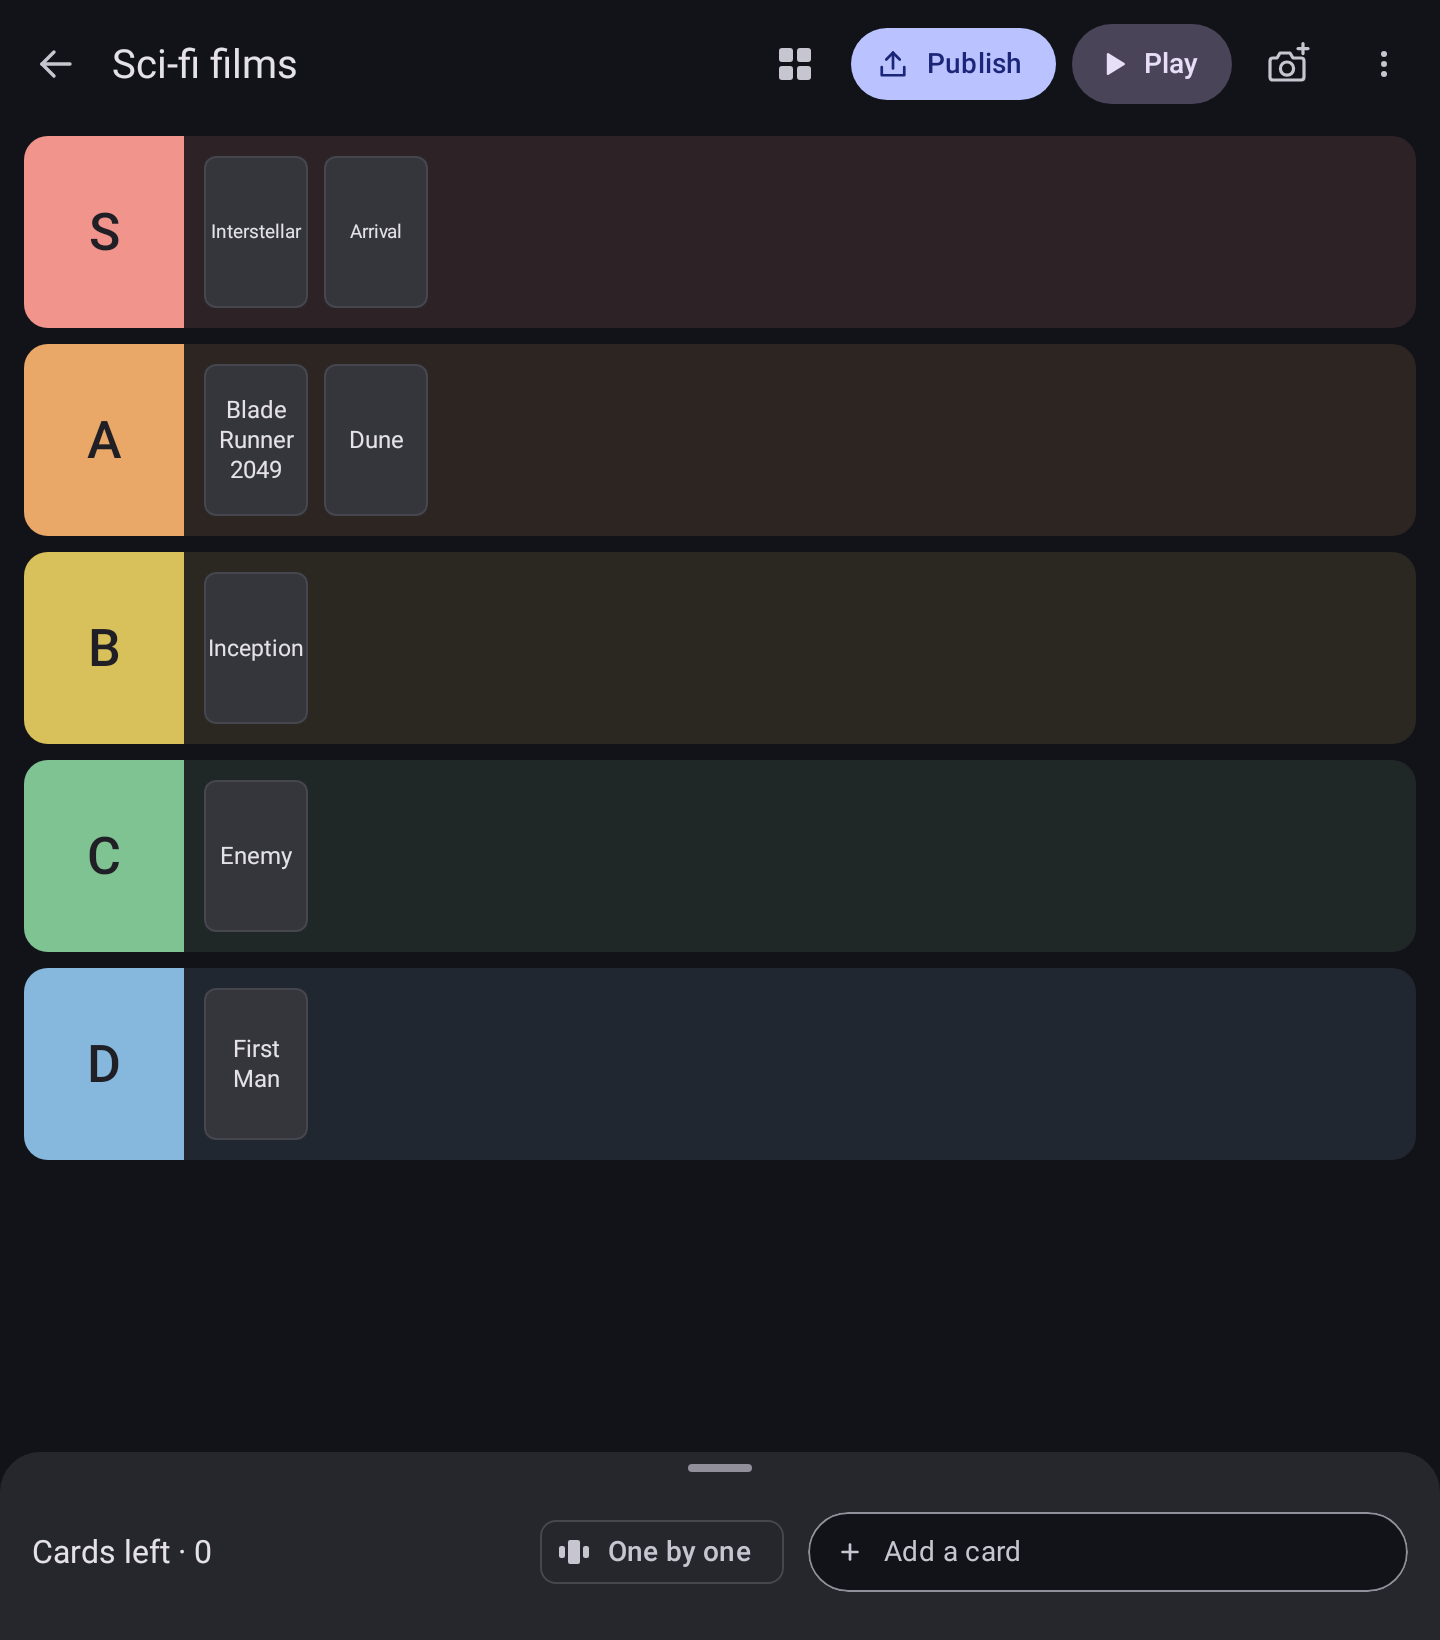 Sci-fi films
Publish
Play
S
Interstellar
Arrival
A
Blade
Runner
2049
Dune
B
Inception
C
Enemy
D
First
Man
Cards left · 0
One by one
Add a card